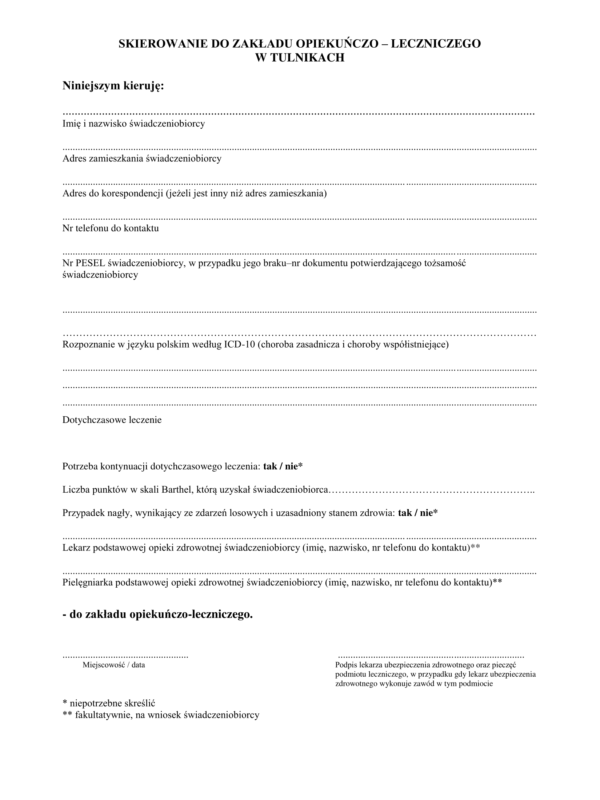 SKIEROWANIE DO ZAKŁADU OPIEKUŃCZO – LECZNICZEGO
W TULNIKACH
Niniejszym kieruję:
................................................................................................................................................................
Imię i nazwisko świadczeniobiorcy
................................................................................................................................................................
Adres zamieszkania świadczeniobiorcy
................................................................................................................................................................
Adres do korespondencji (jeżeli jest inny niż adres zamieszkania)
................................................................................................................................................................
Nr telefonu do kontaktu
................................................................................................................................................................
Nr PESEL świadczeniobiorcy, w przypadku jego braku–nr dokumentu potwierdzającego tożsamość
świadczeniobiorcy
................................................................................................................................................................
……………………………………………………………………………………………………………………………
Rozpoznanie w języku polskim według ICD-10 (choroba zasadnicza i choroby współistniejące)
................................................................................................................................................................
................................................................................................................................................................
................................................................................................................................................................
Dotychczasowe leczenie
Potrzeba kontynuacji dotychczasowego leczenia: tak / nie*
Liczba punktów w skali Barthel, którą uzyskał świadczeniobiorca……………………………………………………..
Przypadek nagły, wynikający ze zdarzeń losowych i uzasadniony stanem zdrowia: tak / nie*
................................................................................................................................................................
Lekarz podstawowej opieki zdrowotnej świadczeniobiorcy (imię, nazwisko, nr telefonu do kontaktu)**
................................................................................................................................................................
Pielęgniarka podstawowej opieki zdrowotnej świadczeniobiorcy (imię, nazwisko, nr telefonu do kontaktu)**
- do zakładu opiekuńczo-leczniczego.
.................................................. ..........................................................................
Miejscowość / data Podpis lekarza ubezpieczenia zdrowotnego oraz pieczęć
podmiotu leczniczego, w przypadku gdy lekarz ubezpieczenia
zdrowotnego wykonuje zawód w tym podmiocie
* niepotrzebne skreślić
** fakultatywnie, na wniosek świadczeniobiorcy